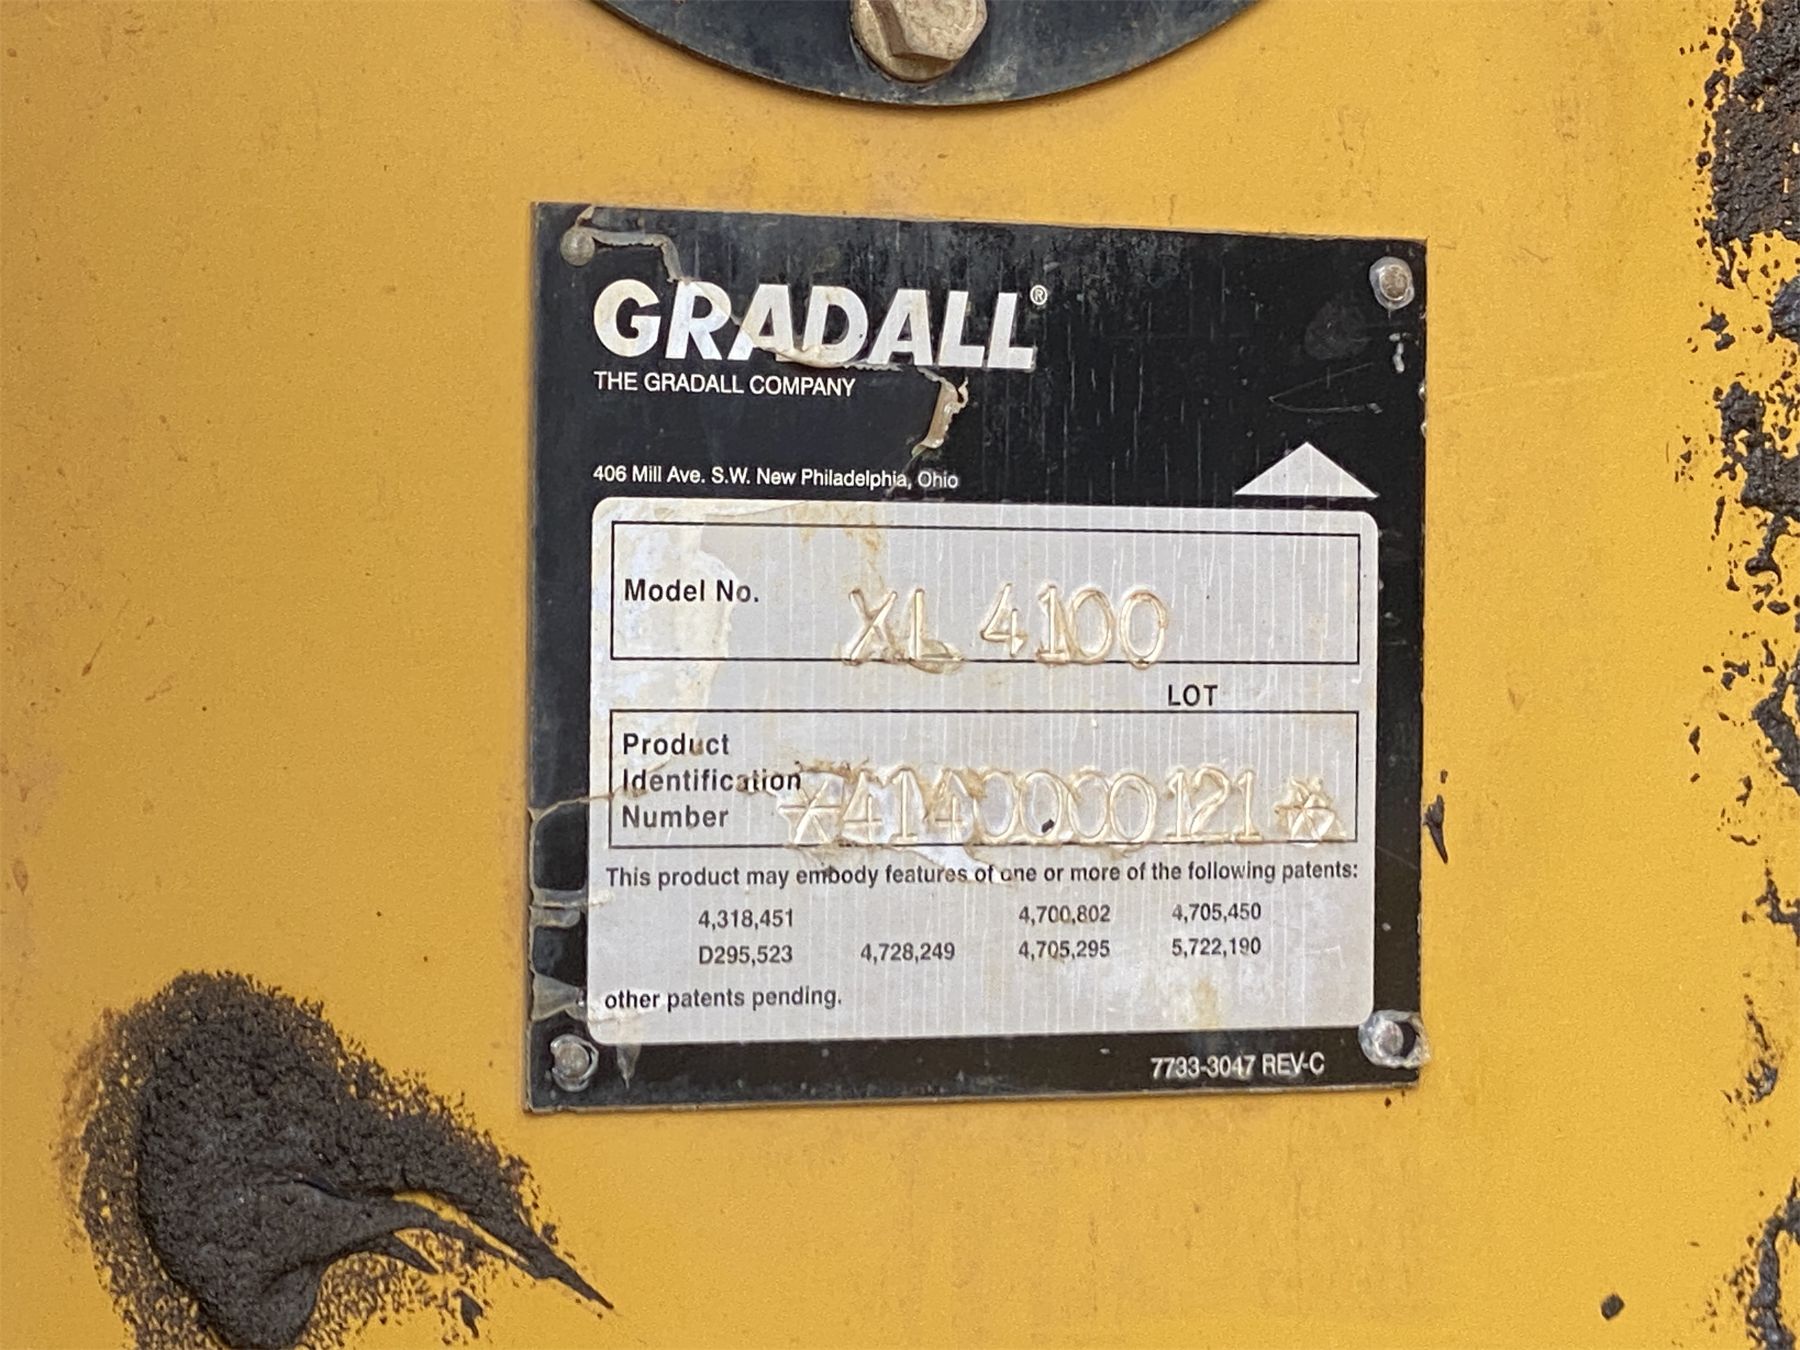 GRADALL®
THE GRADALL COMPANY
406 Mill Ave. S.W. New Philadelphia, Ohio
Model No. XL 4100
LOT
Product
Identification
Number *4140000121*
This product may embody features of one or more of the following patents:
4,318,451 4,700,802 4,705,450
D295,523 4,728,249 4,705,295 5,722,190
other patents pending.
7733-3047 REV-C